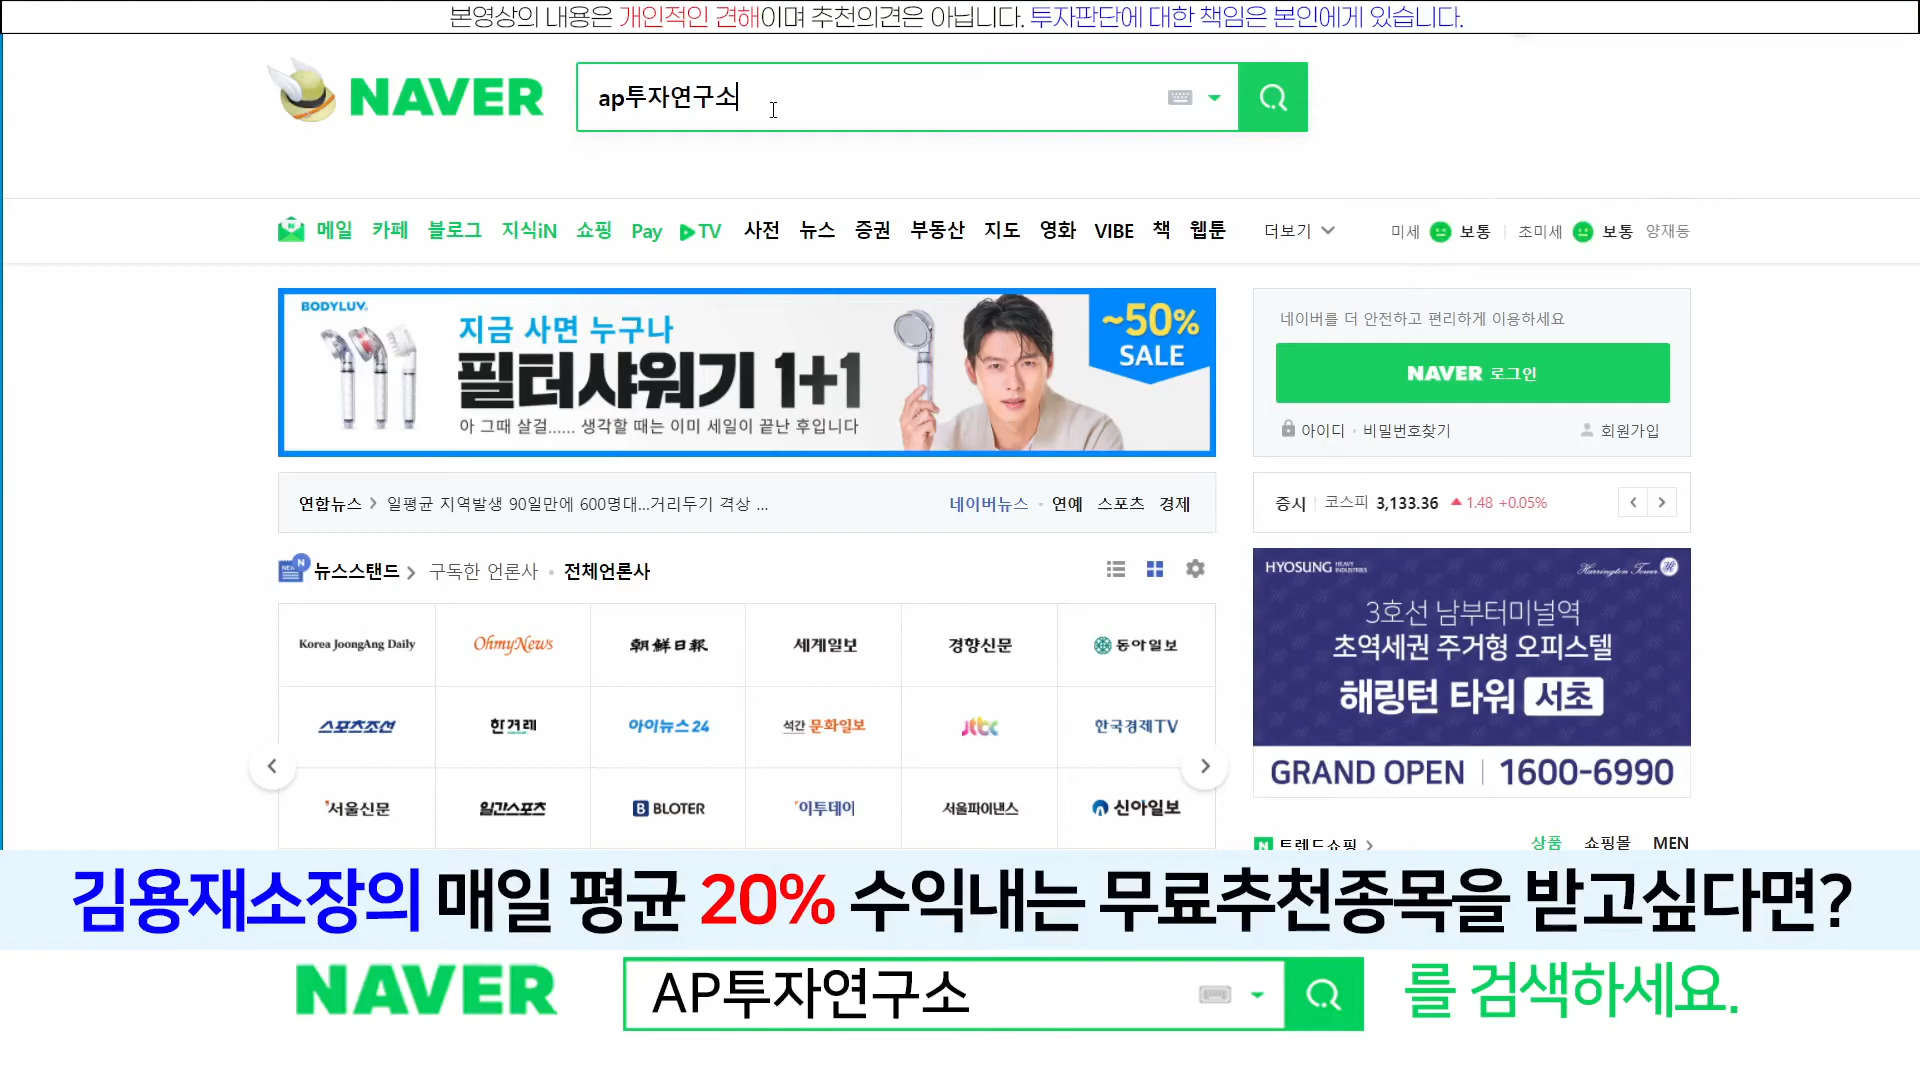 본영상의 내용은 개인적인 견해이며 추천의견은 아닙니다. 투자판단에 대한 책임은 본인에게 있습니다.
NAVER
ap투자연구소
메일 카페 블로그 지식iN 쇼핑 Pay TV 사전 뉴스 증권 부동산 지도 영화 VIBE 책 웹툰 더보기 미세 보통 초미세 보통 양재동
BODYLUV.
지금 사면 누구나
필터샤워기 1+1
아 그때 살걸...... 생각할 때는 이미 세일이 끝난 후입니다
~50%
SALE
네이버를 더 안전하고 편리하게 이용하세요
NAVER 로그인
아이디 · 비밀번호찾기 회원가입
연합뉴스 > 일평균 지역발생 90일만에 600명대...거리두기 격상 ... 네이버뉴스 · 연예 스포츠 경제
증시 코스피 3,133.36 ▲ 1.48 +0.05%
뉴스스탠드 > 구독한 언론사 · 전체언론사
Korea JoongAng Daily OhmyNews 朝鮮日報 세계일보 경향신문 동아일보
스포츠조선 한겨레 아이뉴스24 석간 문화일보 jtbc 한국경제TV
서울신문 일간스포츠 BLOTER 이투데이 서울파이낸스 신아일보
HYOSUNG HEAVY INDUSTRIES Harrington Tower
3호선 남부터미널역
초역세권 주거형 오피스텔
해링턴 타워 서초
GRAND OPEN | 1600-6990
트렌드쇼핑 > 상품 쇼핑몰 MEN
김용재소장의 매일 평균 20% 수익내는 무료추천종목을 받고싶다면?
NAVER AP투자연구소 를 검색하세요.